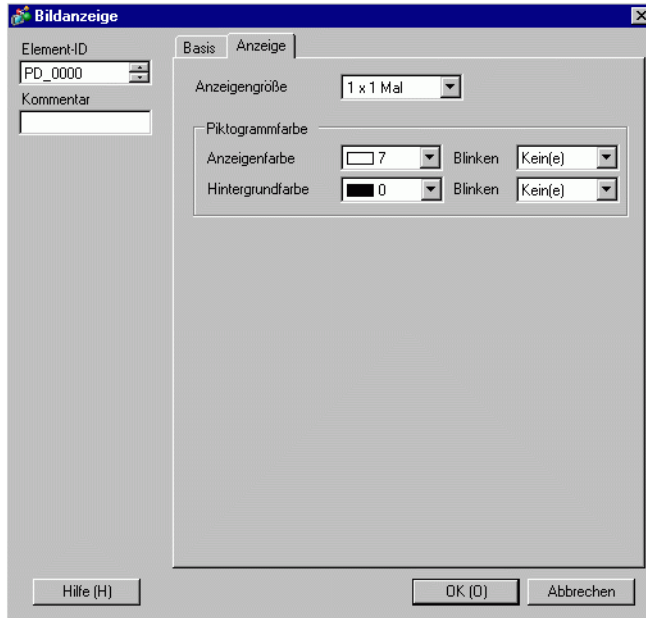 Bildanzeige
Element-ID
PD_0000
Kommentar
Basis
Anzeige
Anzeigengröße
1 x 1 Mal
Piktogrammfarbe
Anzeigenfarbe 7 Blinken Kein(e)
Hintergrundfarbe 0 Blinken Kein(e)
Hilfe (H)
OK (O)
Abbrechen